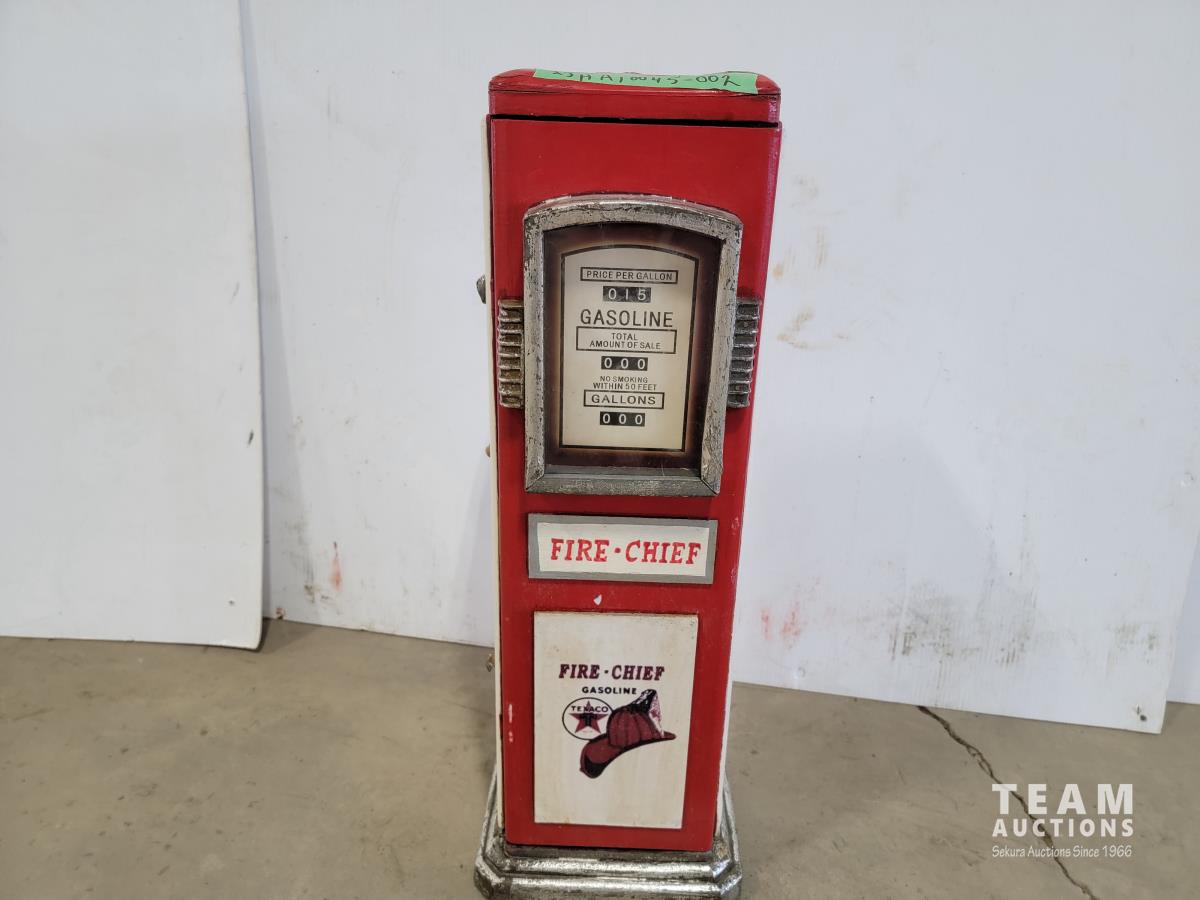 PRICE PER GALLON
015
GASOLINE
TOTAL
AMOUNT OF SALE
000
NO SMOKING
WITHIN 50 FEET
GALLONS
000
FIRE·CHIEF
FIRE·CHIEF
GASOLINE
TEXACO
T
TEAM
AUCTIONS
Sekura Auctions Since 1966